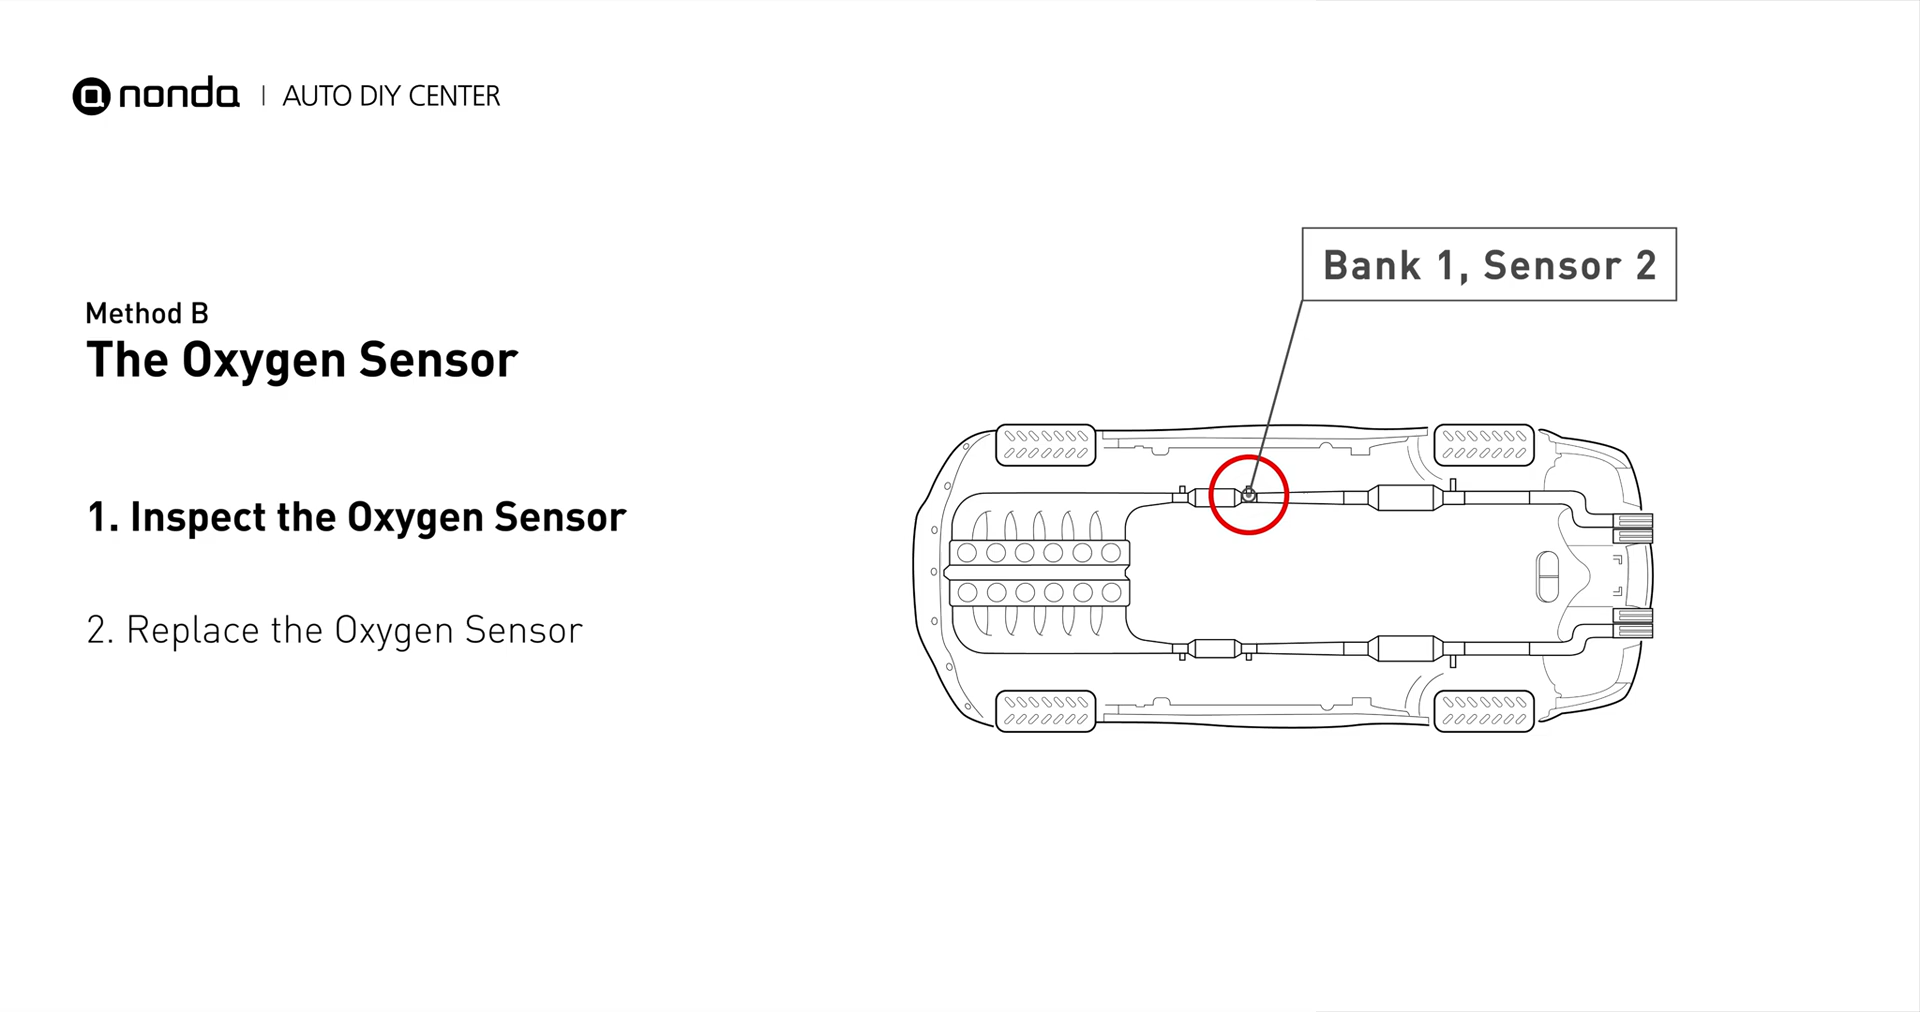 nonda | AUTO DIY CENTER
Bank 1, Sensor 2
Method B
The Oxygen Sensor
1. Inspect the Oxygen Sensor
2. Replace the Oxygen Sensor